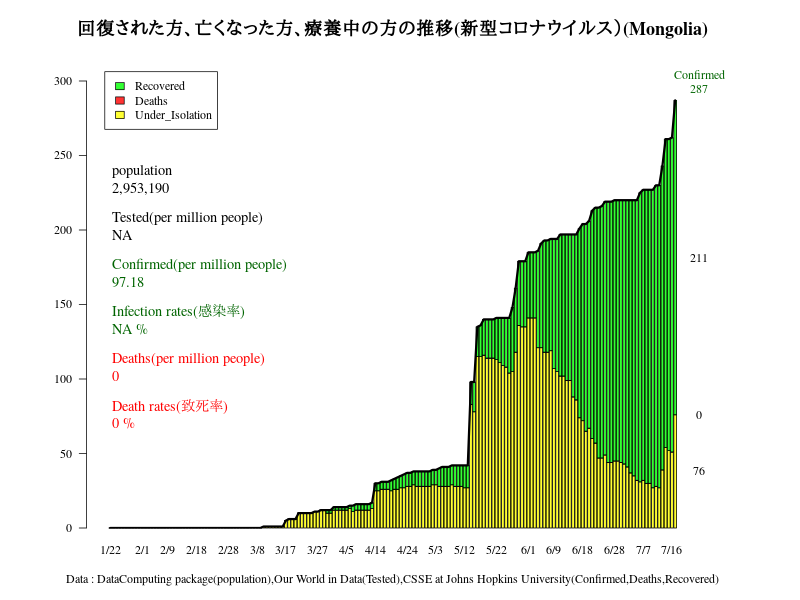 回復された方、亡くなった方、療養中の方の推移(新型コロナウイルス）(Mongolia)
Confirmed
287
Recovered
Deaths
Under_Isolation
population
2,953,190
Tested(per million people)
NA
Confirmed(per million people)
97.18
Infection rates(感染率)
NA %
Deaths(per million people)
0
Death rates(致死率)
0 %
300
250
200
150
100
50
0
211
0
76
1/22 2/1 2/9 2/18 2/28 3/8 3/17 3/27 4/5 4/14 4/24 5/3 5/12 5/22 6/1 6/9 6/18 6/28 7/7 7/16
Data : DataComputing package(population),Our World in Data(Tested),CSSE at Johns Hopkins University(Confirmed,Deaths,Recovered)